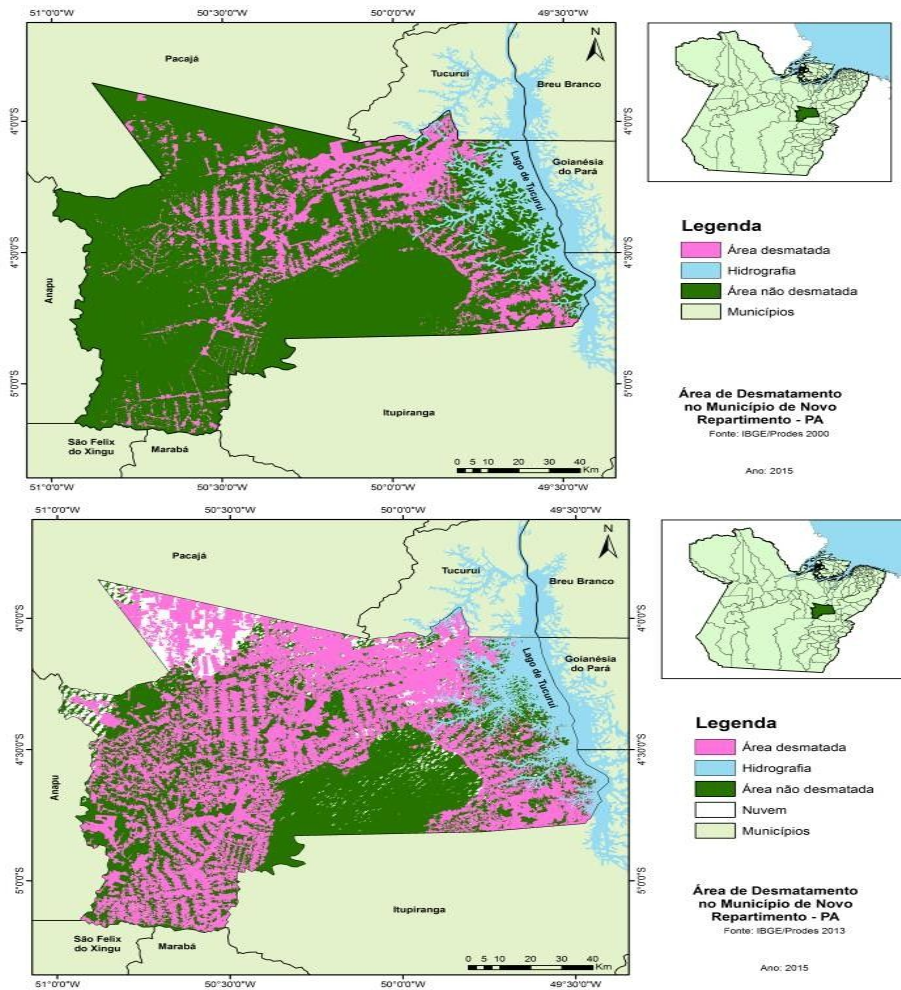 51°0'0"W
50°30'0"W
50°0'0"W
49°30'0"W
Pacajá
N
Tucuruí
Breu Branco
4°0'0"S
4°0'0"S
Goianésia
do Pará
Lago de Tucuruí
Legenda
Área desmatada
Hidrografia
Área não desmatada
Municípios
4°30'0"S
4°30'0"S
Anapu
5°0'0"S
5°0'0"S
Itupiranga
Área de Desmatamento
no Município de Novo
Repartimento - PA
Fonte: IBGE/Prodes 2000
Ano: 2015
São Felix
do Xingu
Marabá
0 5 10 20 30 40
Km
51°0'0"W
50°30'0"W
50°0'0"W
49°30'0"W
51°0'0"W
50°30'0"W
50°0'0"W
49°30'0"W
Pacajá
N
Tucuruí
Breu Branco
4°0'0"S
4°0'0"S
Goianésia
do Pará
Lago de Tucuruí
Legenda
Área desmatada
Hidrografia
Área não desmatada
Nuvem
Municípios
4°30'0"S
4°30'0"S
Anapu
5°0'0"S
5°0'0"S
Itupiranga
Área de Desmatamento
no Município de Novo
Repartimento - PA
Fonte: IBGE/Prodes 2013
Ano: 2015
São Felix
do Xingu
Marabá
0 5 10 20 30 40
Km
51°0'0"W
50°30'0"W
50°0'0"W
49°30'0"W